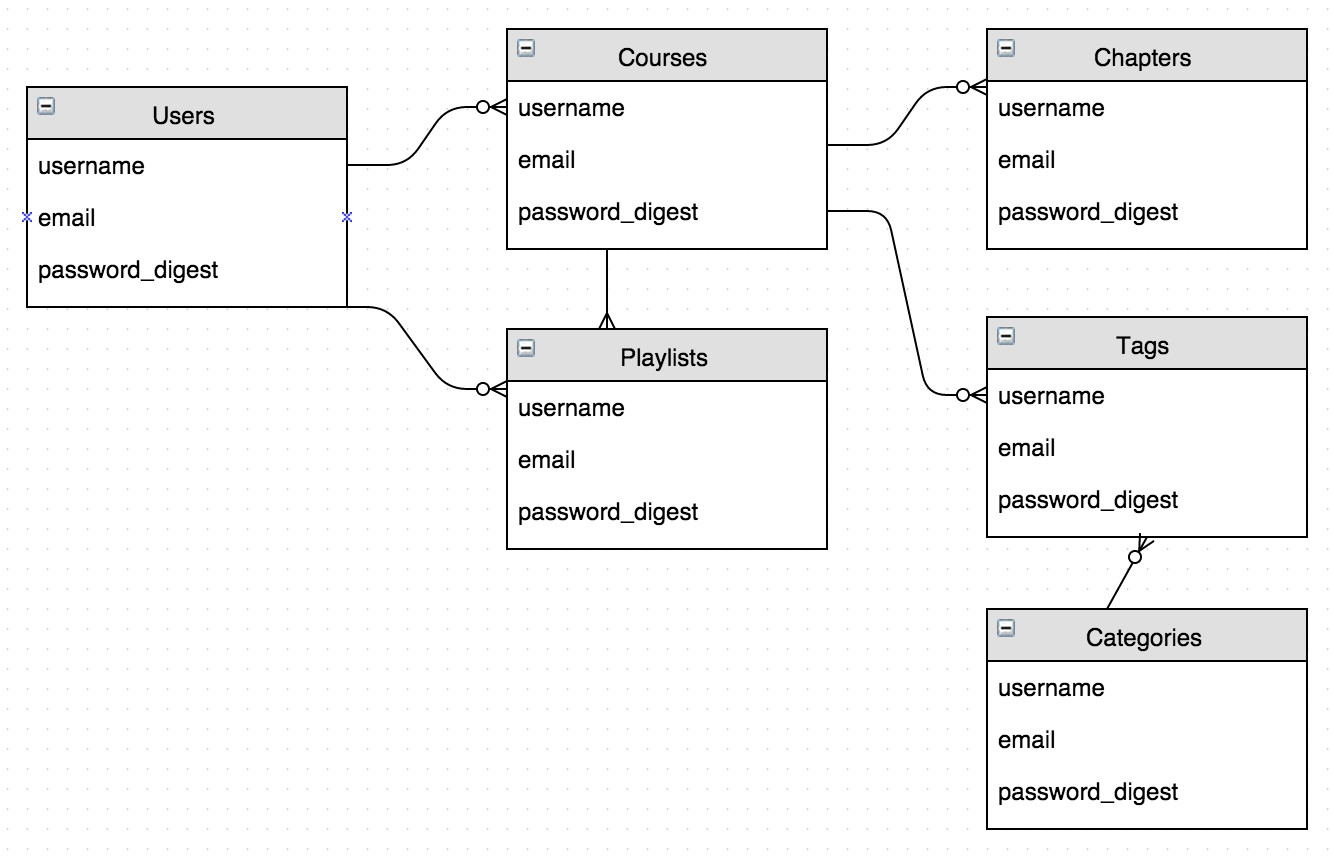 Users
username
email
password_digest
Courses
username
email
password_digest
Chapters
username
email
password_digest
Playlists
username
email
password_digest
Tags
username
email
password_digest
Categories
username
email
password_digest